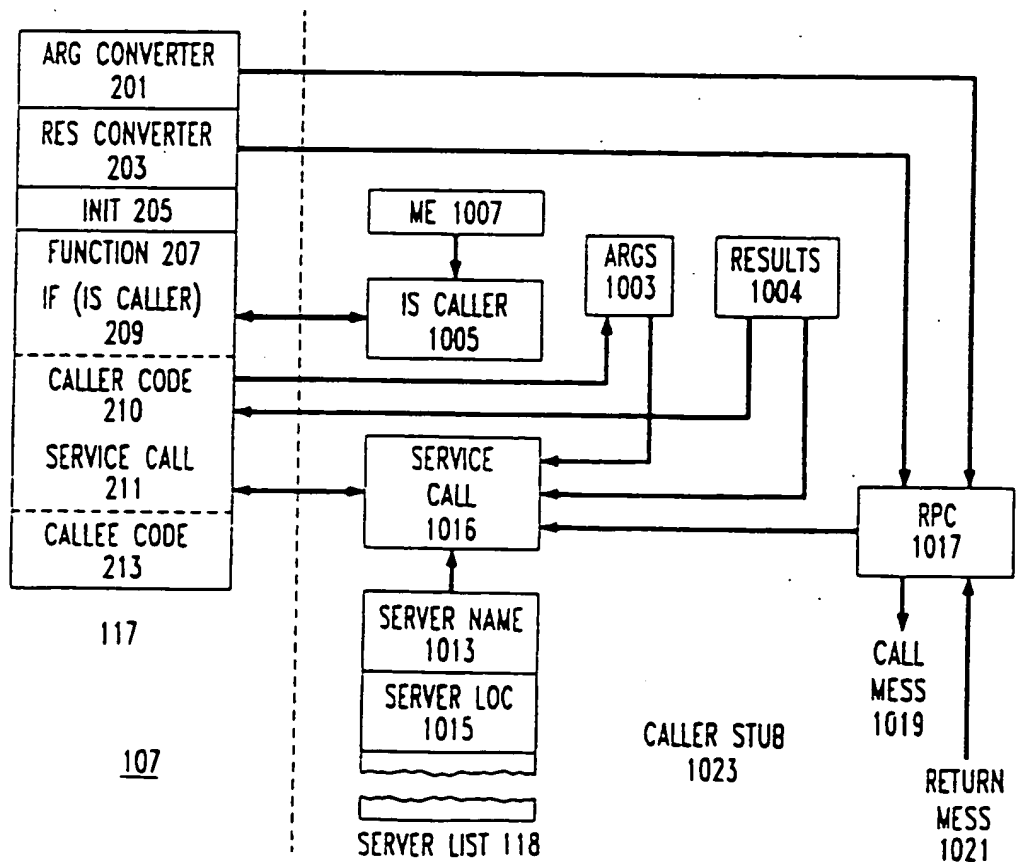 ARG CONVERTER
201
RES CONVERTER
203
INIT 205
FUNCTION 207
IF (IS CALLER)
209
CALLER CODE
210
SERVICE CALL
211
CALLEE CODE
213
117
107
ME 1007
IS CALLER
1005
ARGS
1003
RESULTS
1004
SERVICE
CALL
1016
SERVER NAME
1013
SERVER LOC
1015
SERVER LIST 118
RPC
1017
CALL
MESS
1019
CALLER STUB
1023
RETURN
MESS
1021